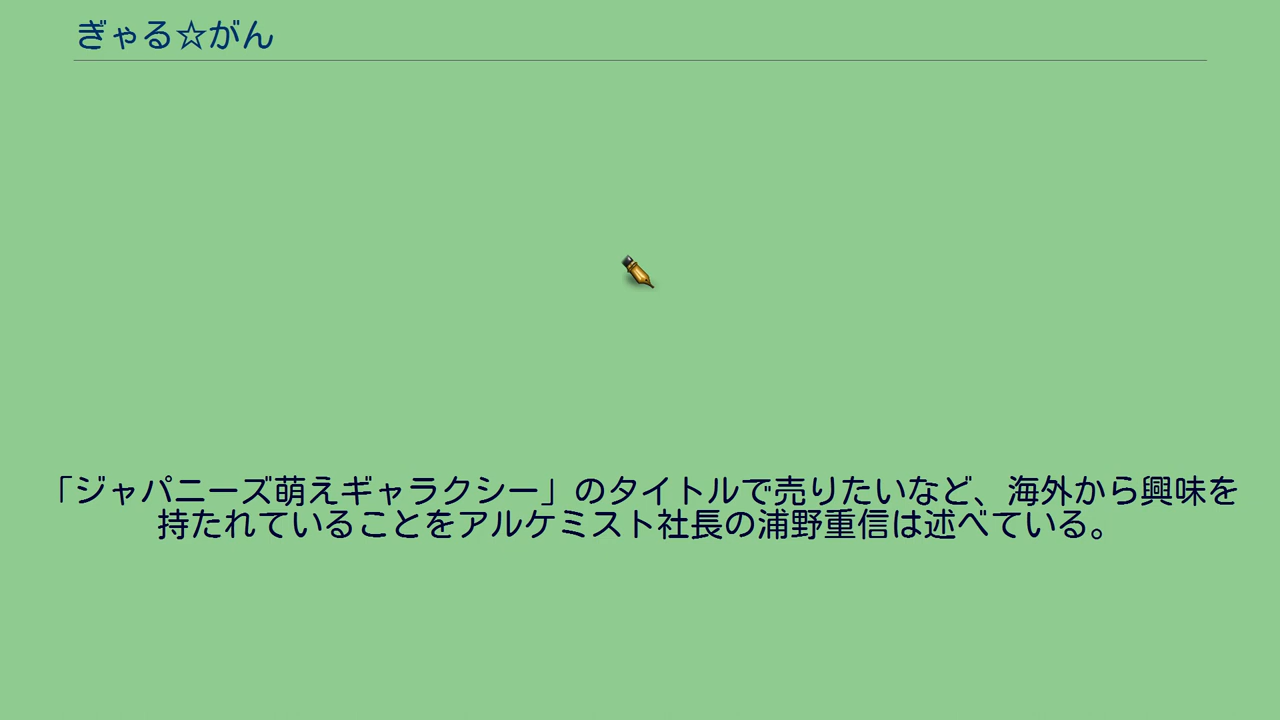 ぎゃる☆がん
「ジャパニーズ萌えギャラクシー」のタイトルで売りたいなど、海外から興味を
持たれていることをアルケミスト社長の浦野重信は述べている。